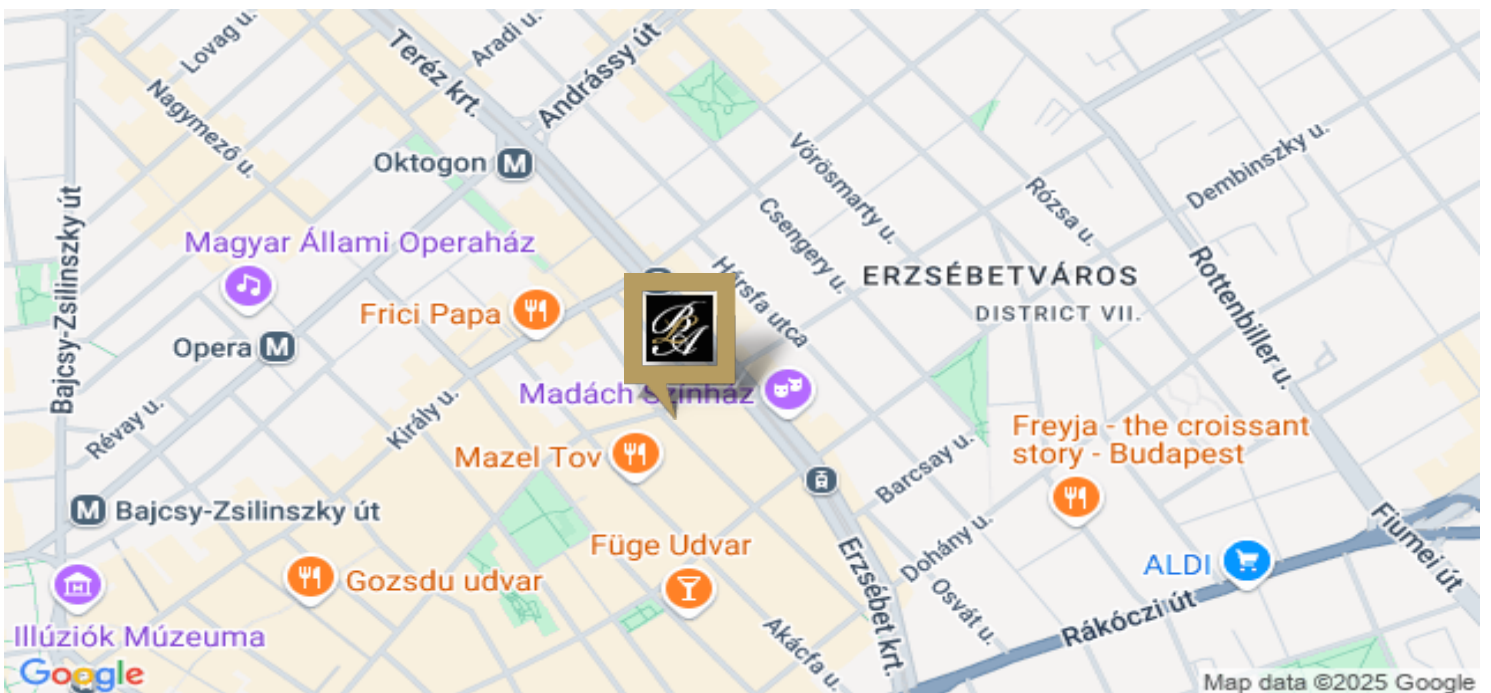 Lovag u.
Teréz krt.
Aradi u.
Andrássy út
Nagymező u.
Oktogon M
Vörösmarty u.
Dembinszky u.
Rózsa u.
Bajcsy-Zsilinszky út
Csengery u.
Magyar Állami Operaház
Hársfa utca
ERZSÉBETVÁROS
DISTRICT VII.
Rottenbiller u.
Frici Papa
Opera M
BLA
Madách Színház
Révay u.
Király u.
Mazel Tov
Freyja - the croissant
story - Budapest
Barcsay u.
M Bajcsy-Zsilinszky út
Füge Udvar
Dohány u.
Fiumei út
Erzsébet krt.
ALDI
Gozsdu udvar
Osvát u.
Rákóczi út
Illúziók Múzeuma
Akácfa u.
Google
Map data ©2025 Google